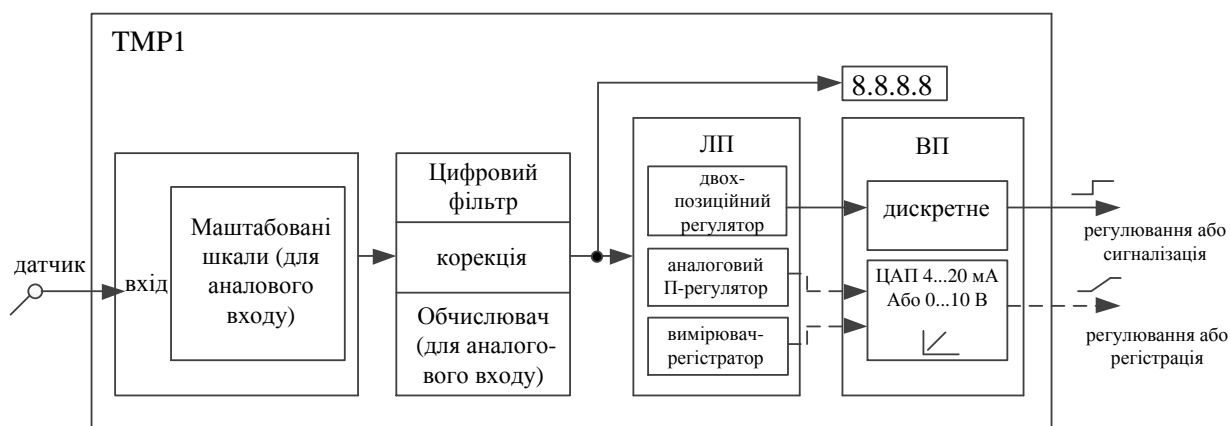 ТМР1
8.8.8.8
датчик
вхід
Маштабовані
шкали (для
аналового
входу)
Цифровий
фільтр
корекція
Обчислювач
(для аналого-
вого входу)
ЛП
двох-
позиційний
регулятор
аналоговий
П-регулятор
вимірювач-
регістратор
ВП
дискретне
ЦАП 4...20 мА
Або 0...10 В
регулювання або
сигналізація
регулювання або
регістрація